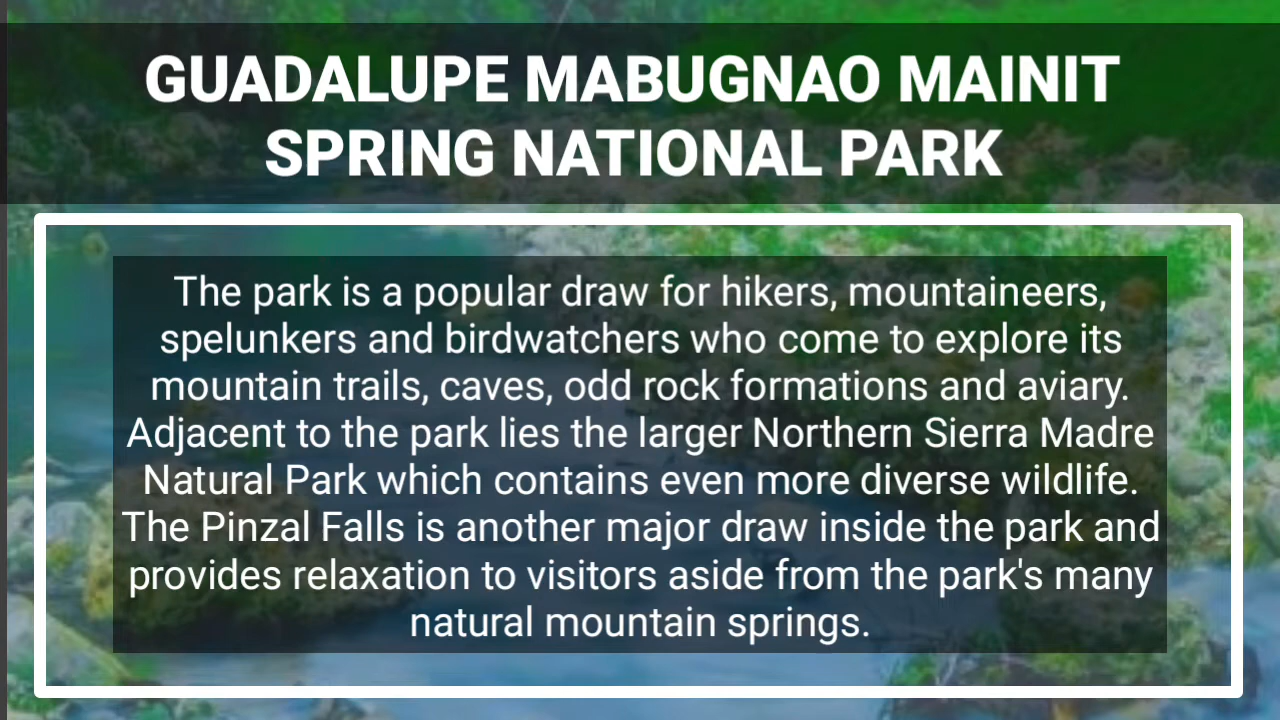 GUADALUPE MABUGNAO MAINIT
SPRING NATIONAL PARK
The park is a popular draw for hikers, mountaineers,
spelunkers and birdwatchers who come to explore its
mountain trails, caves, odd rock formations and aviary.
Adjacent to the park lies the larger Northern Sierra Madre
Natural Park which contains even more diverse wildlife.
The Pinzal Falls is another major draw inside the park and
provides relaxation to visitors aside from the park's many
natural mountain springs.